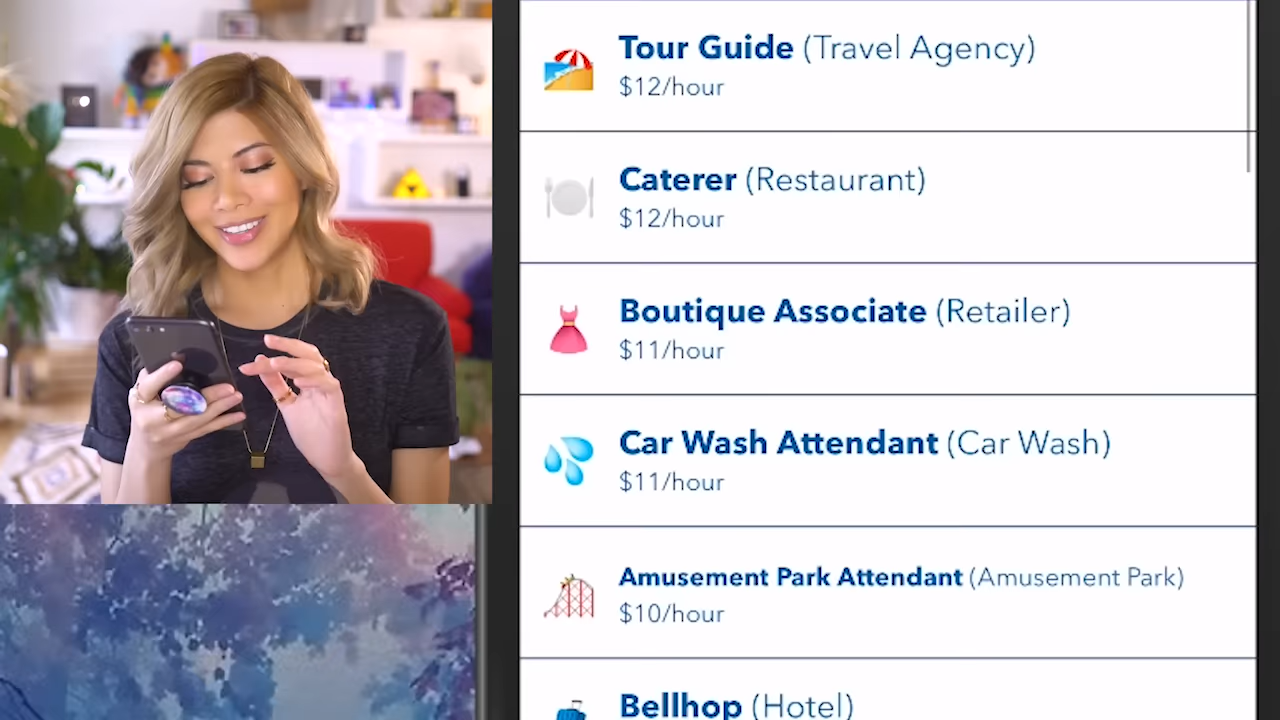 Tour Guide (Travel Agency)
$12/hour
Caterer (Restaurant)
$12/hour
Boutique Associate (Retailer)
$11/hour
Car Wash Attendant (Car Wash)
$11/hour
Amusement Park Attendant (Amusement Park)
$10/hour
Bellhop (Hotel)